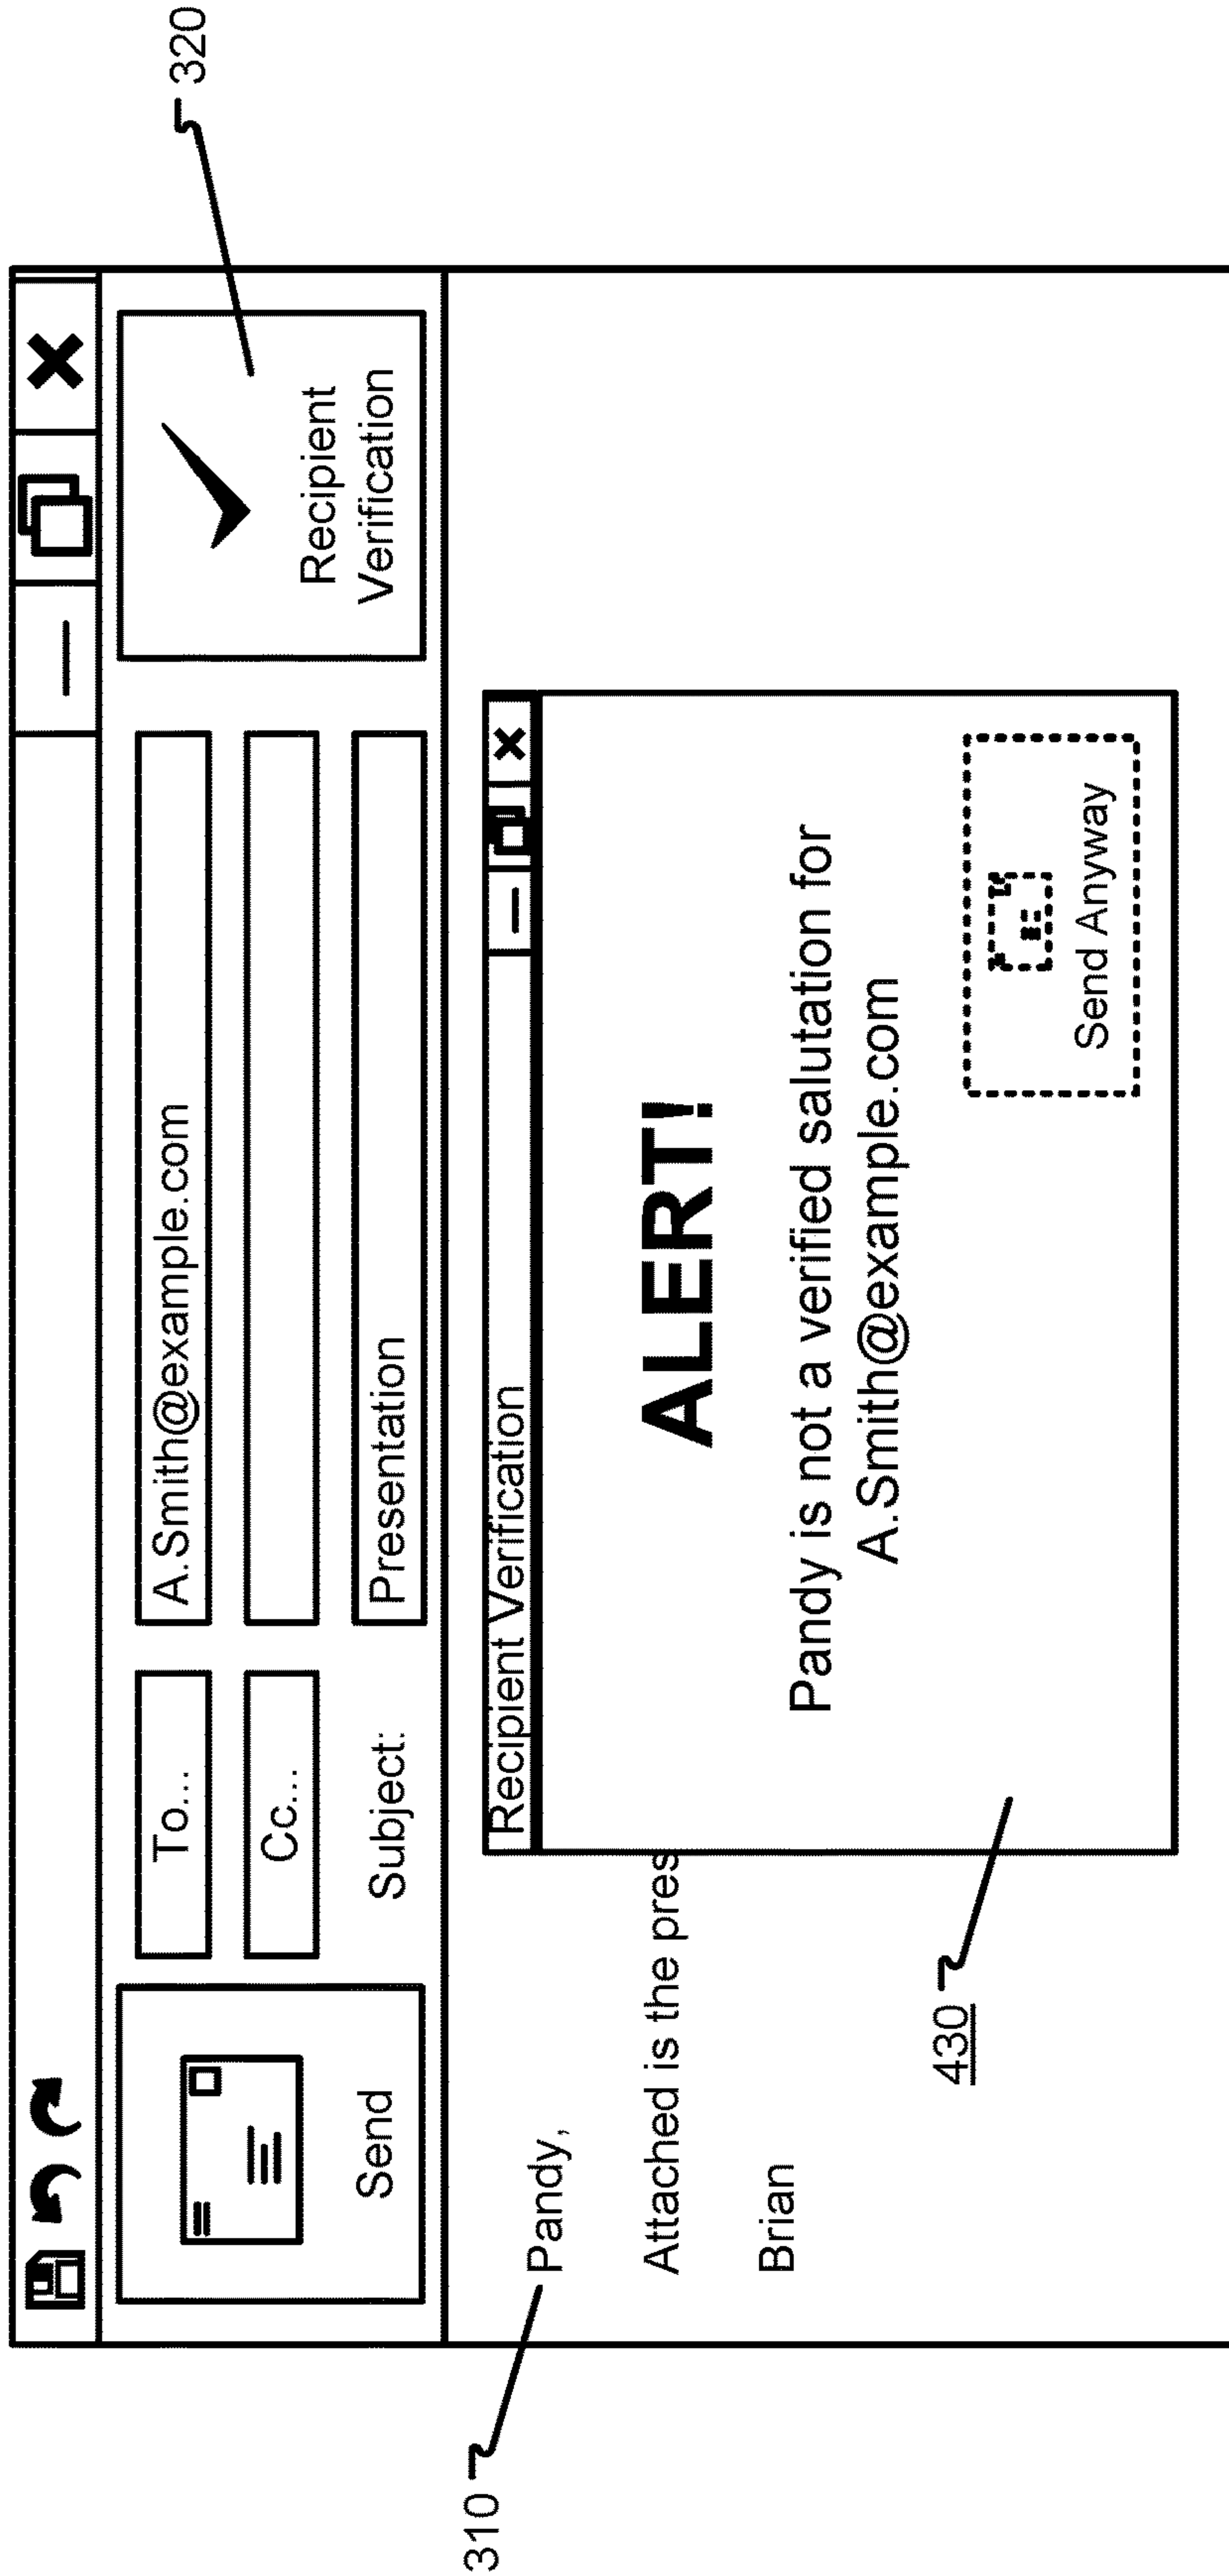 320
Send
To...
A.Smith@example.com
Cc...
Subject:
Presentation
Recipient
Verification
310
Pandy,
Attached is the pres
Brian
Recipient Verification
ALERT!
Pandy is not a verified salutation for
A.Smith@example.com
Send Anyway
430